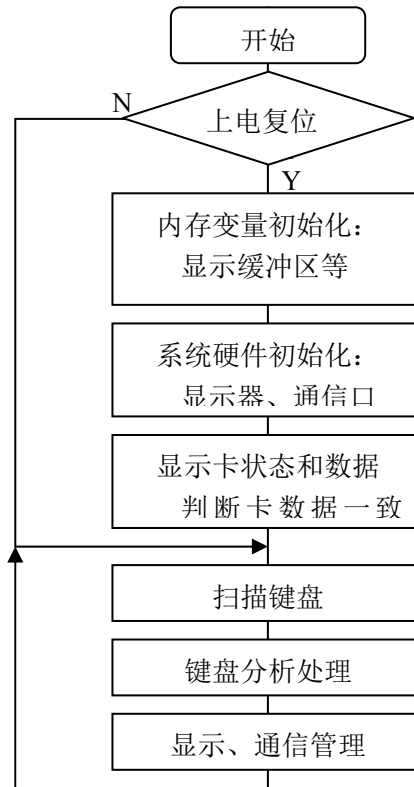 开始
N
上电复位
Y
内存变量初始化：
显示缓冲区等
系统硬件初始化：
显示器、通信口
显示卡状态和数据
判断卡数据一致
扫描键盘
键盘分析处理
显示、通信管理